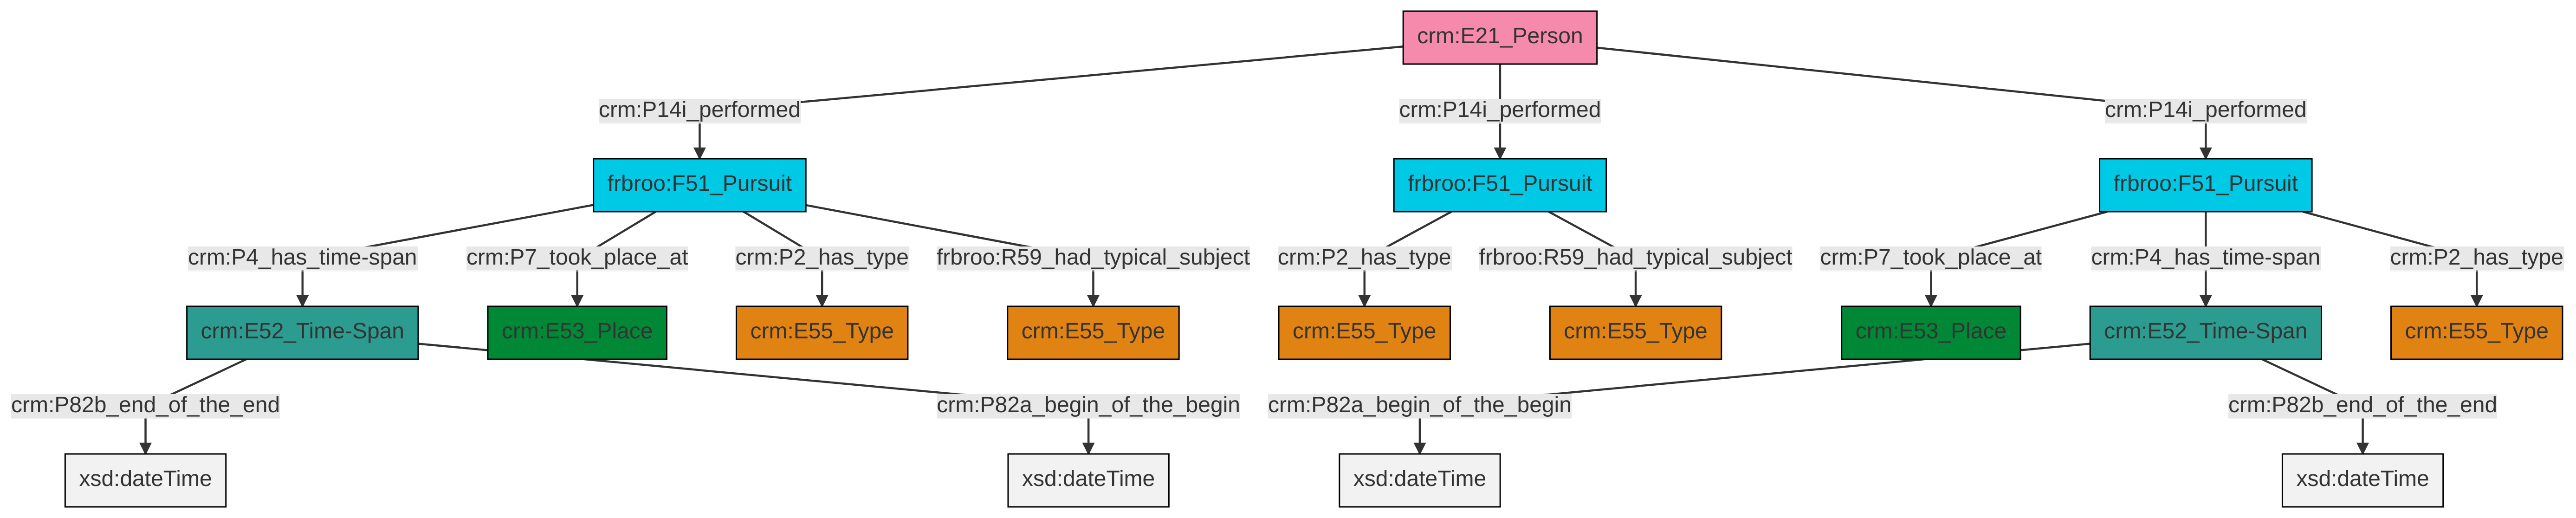 crm:E21_Person
crm:P14i_performed crm:P14i_performed crm:P14i_performed
frbroo:F51_Pursuit frbroo:F51_Pursuit frbroo:F51_Pursuit
crm:P4_has_time-span crm:P7_took_place_at crm:P2_has_type frbroo:R59_had_typical_subject crm:P2_has_type frbroo:R59_had_typical_subject crm:P7_took_place_at crm:P4_has_time-span crm:P2_has_type
crm:E52_Time-Span crm:E53_Place crm:E55_Type crm:E55_Type crm:E55_Type crm:E55_Type crm:E53_Place crm:E52_Time-Span crm:E55_Type
crm:P82b_end_of_the_end crm:P82a_begin_of_the_begin crm:P82a_begin_of_the_begin crm:P82b_end_of_the_end
xsd:dateTime xsd:dateTime xsd:dateTime xsd:dateTime